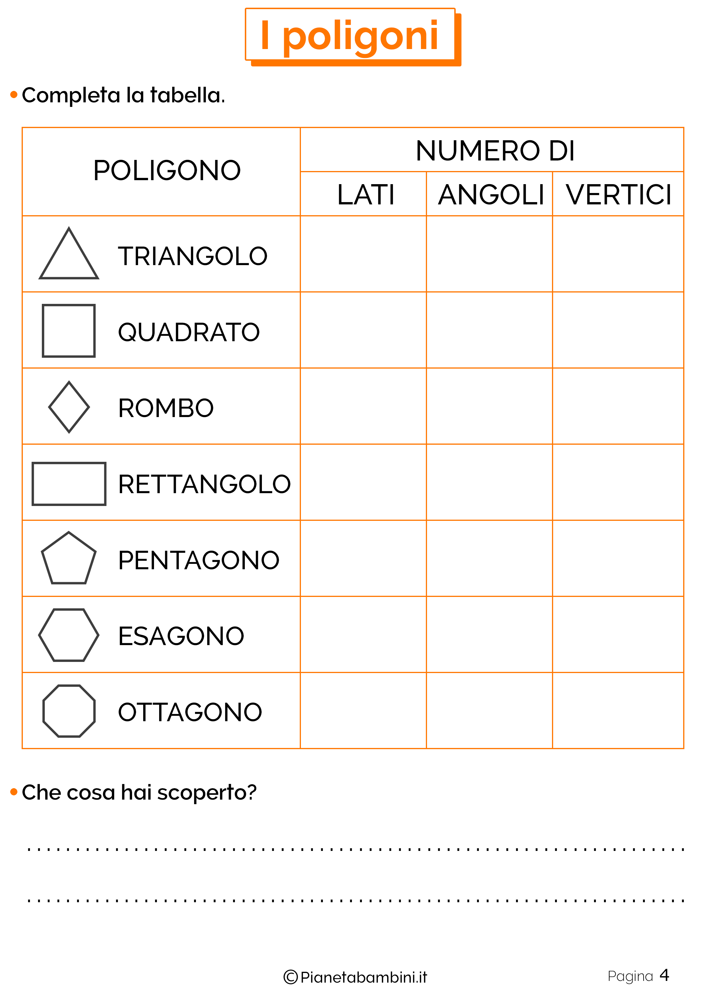 I poligoni
Completa la tabella.
POLIGONO
NUMERO DI
LATI ANGOLI VERTICI
TRIANGOLO
QUADRATO
ROMBO
RETTANGOLO
PENTAGONO
ESAGONO
OTTAGONO
Che cosa hai scoperto?
©Pianetabambini.it
Pagina 4